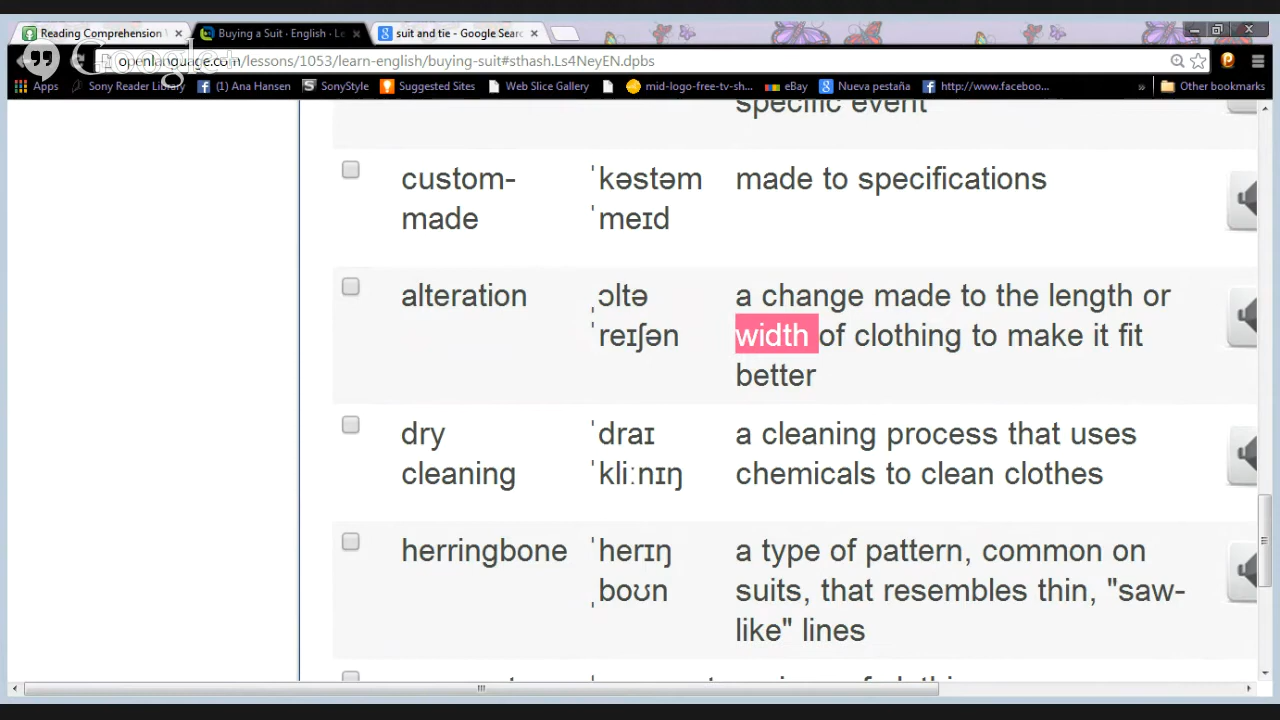 Reading Comprehension
Buying a Suit · English · Le
suit and tie - Google Searc
Google+
openlanguage.com/lessons/1053/learn-english/buying-suit#sthash.E4NeyEN.dpbs
Apps Sony Reader Library (1) Ana Hansen SonyStyle Suggested Sites Web Slice Gallery mid-logo-free-tv-sh... eBay Nueva pestaña http://www.faceboo... » Other bookmarks
specific event
custom- ˈkəstəm made to specifications
made ˈmeɪd
alteration ˌɔltə a change made to the length or
ˈreɪʃən width of clothing to make it fit
better
dry ˈdraɪ a cleaning process that uses
cleaning ˈkliːnɪŋ chemicals to clean clothes
herringbone ˈherɪŋ a type of pattern, common on
ˌboʊn suits, that resembles thin, "saw-
like" lines